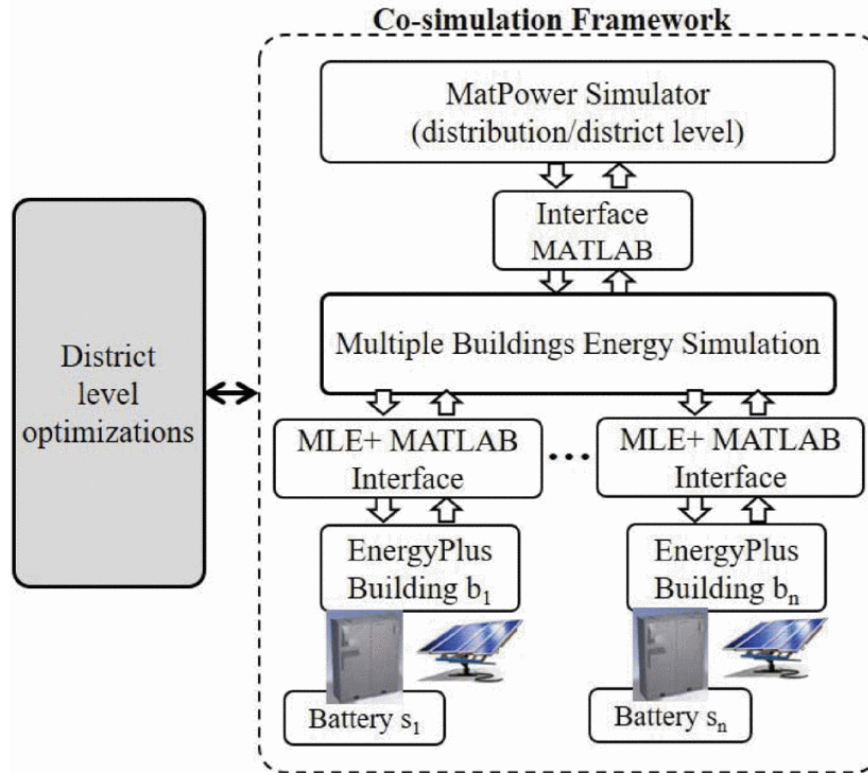 Co-simulation Framework
MatPower Simulator
(distribution/district level)
Interface
MATLAB
Multiple Buildings Energy Simulation
District
level
optimizations
MLE+ MATLAB
Interface
...
MLE+ MATLAB
Interface
EnergyPlus
Building b₁
EnergyPlus
Building bₙ
Battery s₁
Battery sₙ